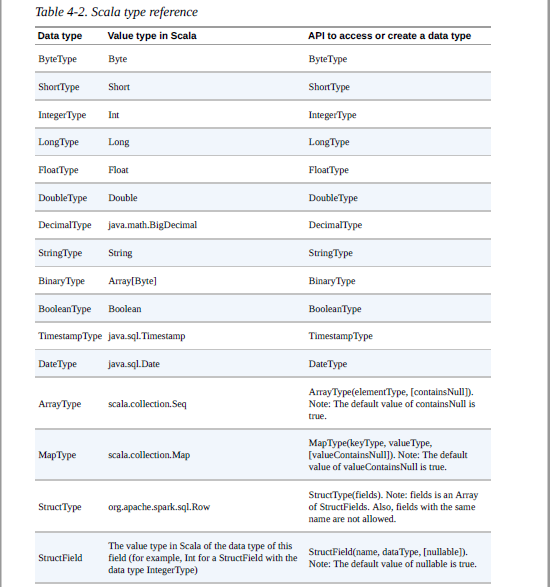 Table 4-2. Scala type reference
Data type Value type in Scala API to access or create a data type
ByteType Byte ByteType
ShortType Short ShortType
IntegerType Int IntegerType
LongType Long LongType
FloatType Float FloatType
DoubleType Double DoubleType
DecimalType java.math.BigDecimal DecimalType
StringType String StringType
BinaryType Array[Byte] BinaryType
BooleanType Boolean BooleanType
TimestampType java.sql.Timestamp TimestampType
DateType java.sql.Date DateType
ArrayType scala.collection.Seq ArrayType(elementType, [containsNull]).
Note: The default value of containsNull is
true.
MapType scala.collection.Map MapType(keyType, valueType,
[valueContainsNull]). Note: The default
value of valueContainsNull is true.
StructType org.apache.spark.sql.Row StructType(fields). Note: fields is an Array
of StructFields. Also, fields with the same
name are not allowed.
StructField The value type in Scala of the data type of this
field (for example, Int for a StructField with the
data type IntegerType)
StructField(name, dataType, [nullable]).
Note: The default value of nullable is true.